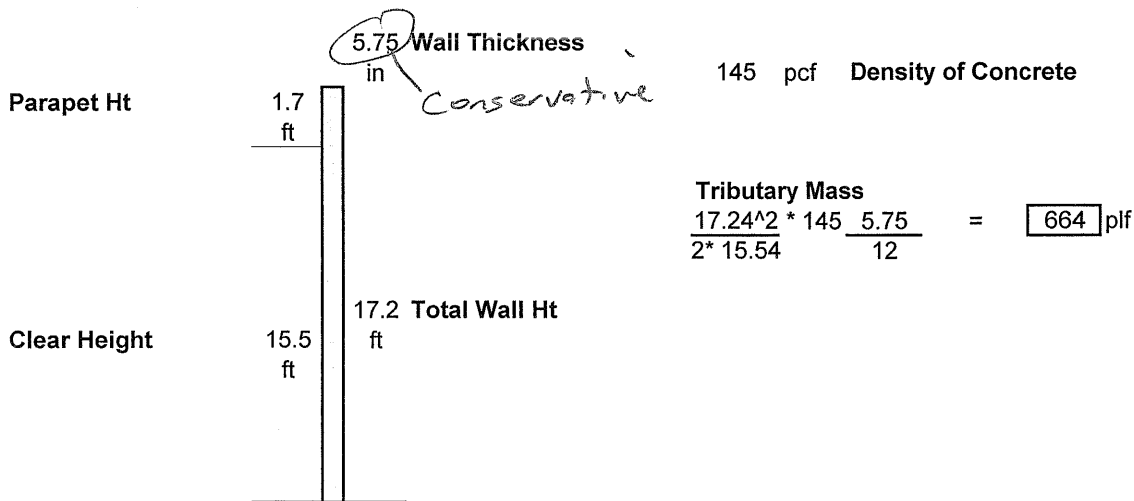 5.75 Wall Thickness
in
Conservative
145 pcf Density of Concrete
Parapet Ht 1.7
ft
Tributary Mass
17.24^2 * 145 5.75 = 664 plf
2* 15.54 12
17.2 Total Wall Ht
ft
Clear Height 15.5
ft